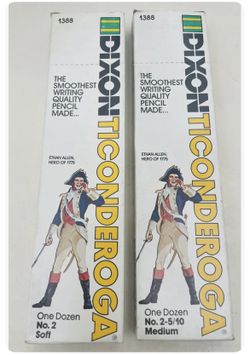 1388
DIXON TICONDEROGA
THE
SMOOTHEST
WRITING
QUALITY
PENCIL
MADE...
ETHAN ALLEN,
HERO OF 1775
One Dozen
No. 2
Soft
1388
DIXON TICONDEROGA
THE
SMOOTHEST
WRITING
QUALITY
PENCIL
MADE...
ETHAN ALLEN,
HERO OF 1775
One Dozen
No. 2-5/10
Medium